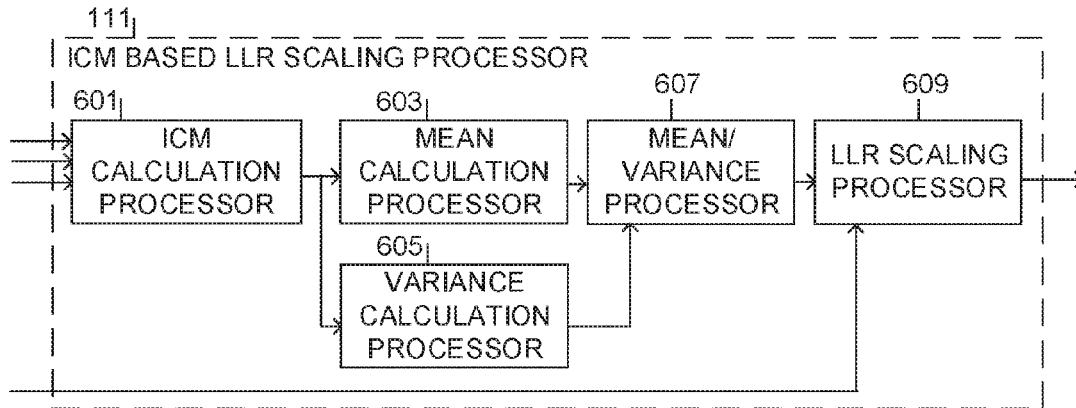 111
ICM BASED LLR SCALING PROCESSOR
601
ICM
CALCULATION
PROCESSOR
603
MEAN
CALCULATION
PROCESSOR
607
MEAN/
VARIANCE
PROCESSOR
609
LLR SCALING
PROCESSOR
605
VARIANCE
CALCULATION
PROCESSOR